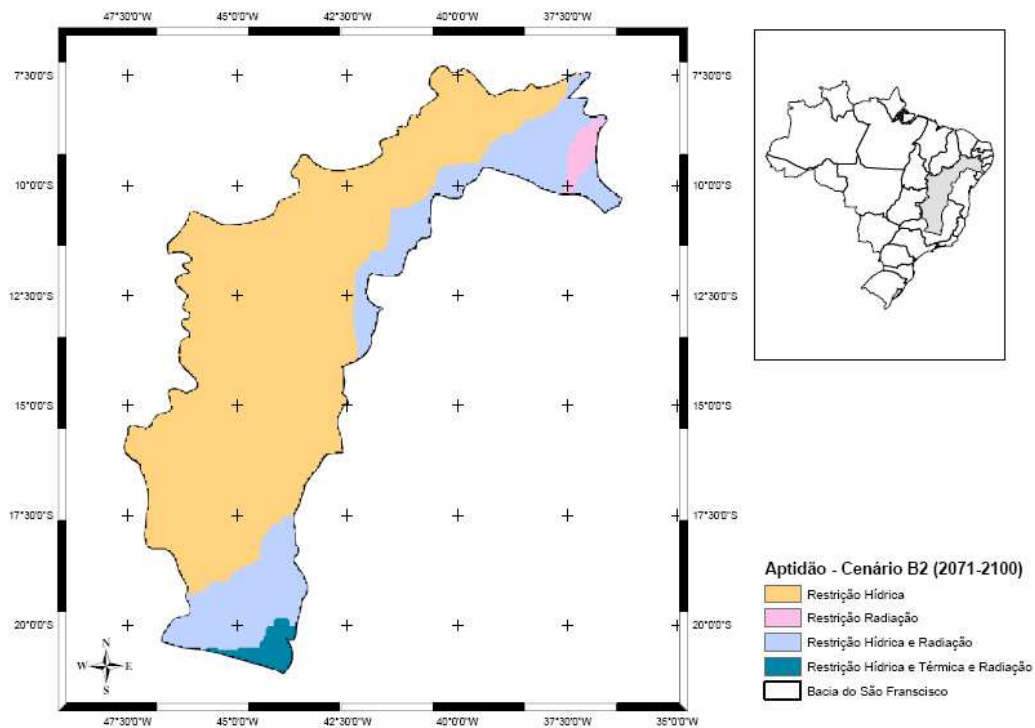 47°30'0"W 45°0'0"W 42°30'0"W 40°0'0"W 37°30'0"W
7°30'0"S 7°30'0"S
10°0'0"S 10°0'0"S
12°30'0"S 12°30'0"S
15°0'0"S 15°0'0"S
17°30'0"S 17°30'0"S
20°0'0"S 20°0'0"S
N
W E
S
47°30'0"W 45°0'0"W 42°30'0"W 40°0'0"W 37°30'0"W 35°0'0"W
Aptidão - Cenário B2 (2071-2100)
Restrição Hídrica
Restrição Radiação
Restrição Hídrica e Radiação
Restrição Hídrica e Térmica e Radiação
Bacia do São Franscisco